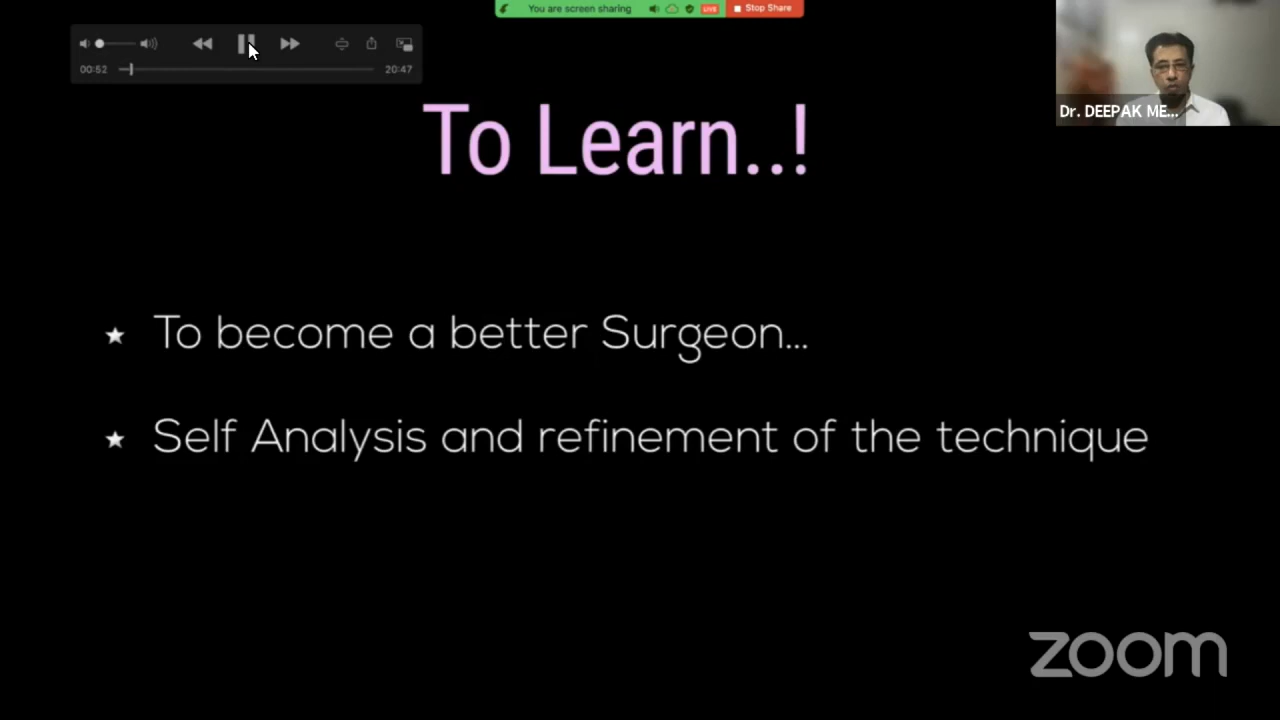 You are screen sharing
LIVE
Stop Share
00:52
20:47
Dr. DEEPAK ME...
To Learn..!
To become a better Surgeon...
Self Analysis and refinement of the technique
zoom